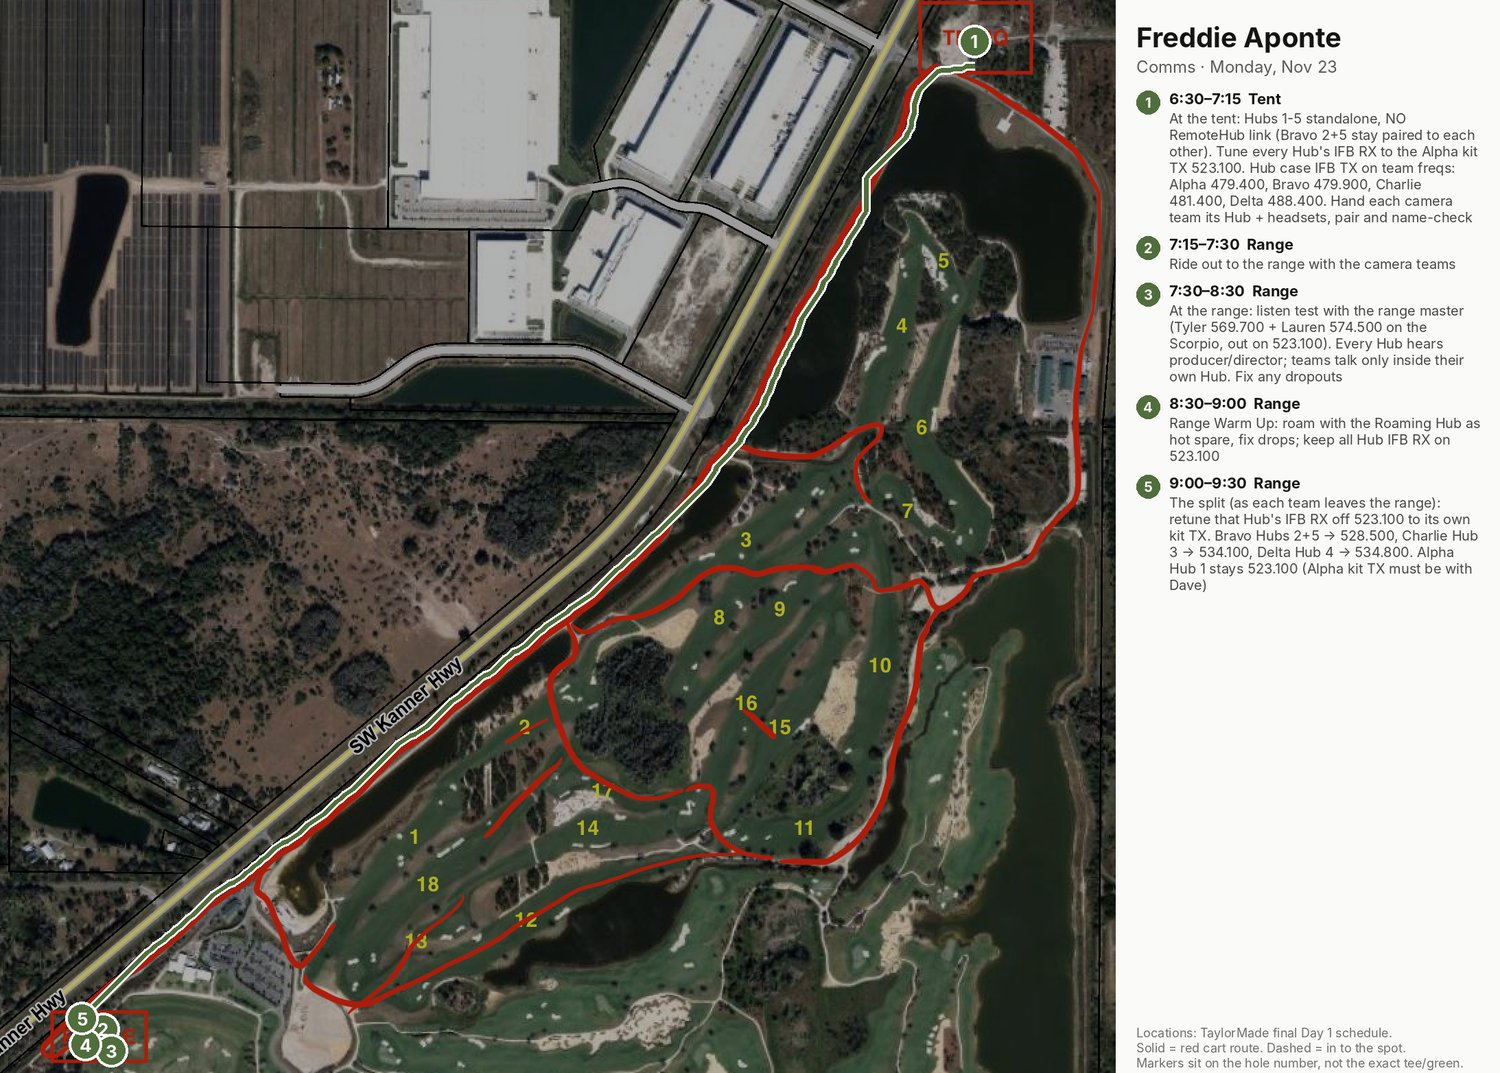 Freddie Aponte
Comms · Monday, Nov 23
1 6:30–7:15 Tent
At the tent: Hubs 1-5 standalone, NO
RemoteHub link (Bravo 2+5 stay paired to each
other). Tune every Hub's IFB RX to the Alpha kit
TX 523.100. Hub case IFB TX on team freqs:
Alpha 479.400, Bravo 479.900, Charlie
481.400, Delta 488.400. Hand each camera
team its Hub + headsets, pair and name-check
2 7:15–7:30 Range
Ride out to the range with the camera teams
3 7:30–8:30 Range
At the range: listen test with the range master
(Tyler 569.700 + Lauren 574.500 on the
Scorpio, out on 523.100). Every Hub hears
producer/director; teams talk only inside their
own Hub. Fix any dropouts
4 8:30–9:00 Range
Range Warm Up: roam with the Roaming Hub as
hot spare, fix drops; keep all Hub IFB RX on
523.100
5 9:00–9:30 Range
The split (as each team leaves the range):
retune that Hub's IFB RX off 523.100 to its own
kit TX. Bravo Hubs 2+5 → 528.500, Charlie Hub
3 → 534.100, Delta Hub 4 → 534.800. Alpha
Hub 1 stays 523.100 (Alpha kit TX must be with
Dave)
Locations: TaylorMade final Day 1 schedule.
Solid = red cart route. Dashed = in to the spot.
Markers sit on the hole number, not the exact tee/green.
1
5
4
6
7
3
8
9
10
16
15
2
17
14
11
1
18
12
13
SW Kanner Hwy
nner Hwy
5
2
4
3